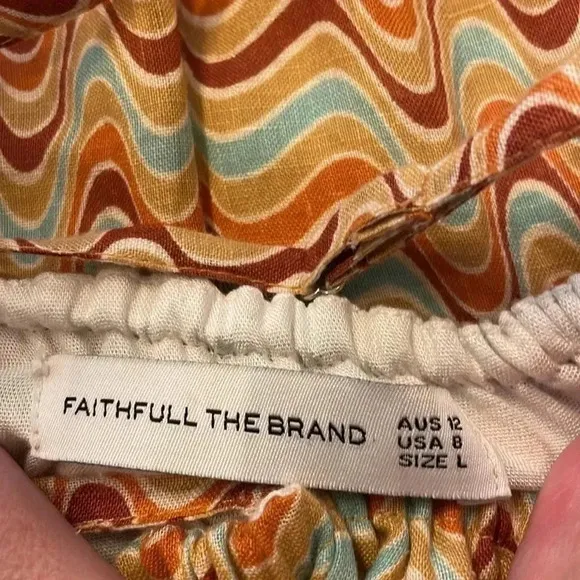 FAITHFULL THE BRAND
AUS 12
USA 8
SIZE L